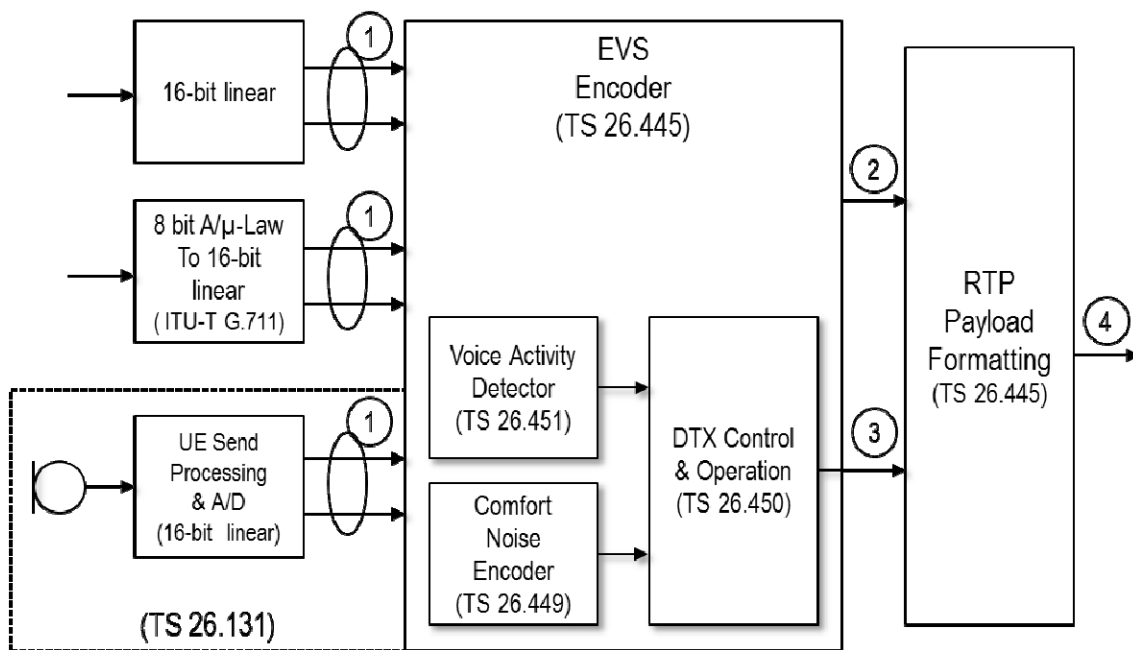 16-bit linear
1
8 bit A/µ-Law
To 16-bit
linear
( ITU-T G.711)
1
UE Send
Processing
& A/D
(16-bit linear)
1
(TS 26.131)
EVS
Encoder
(TS 26.445)
Voice Activity
Detector
(TS 26.451)
Comfort
Noise
Encoder
(TS 26.449)
DTX Control
& Operation
(TS 26.450)
2
3
RTP
Payload
Formatting
(TS 26.445)
4